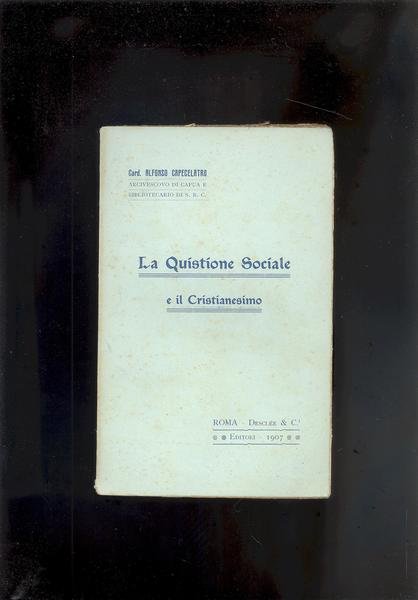 Card. ALFONSO CAPECELATRO
ARCIVESCOVO DI CAPUA E
BIBLIOTECARIO DI S. R. C.
La Quistione Sociale
e il Cristianesimo
ROMA - DESCLÉE & C.i
EDITORI - 1907